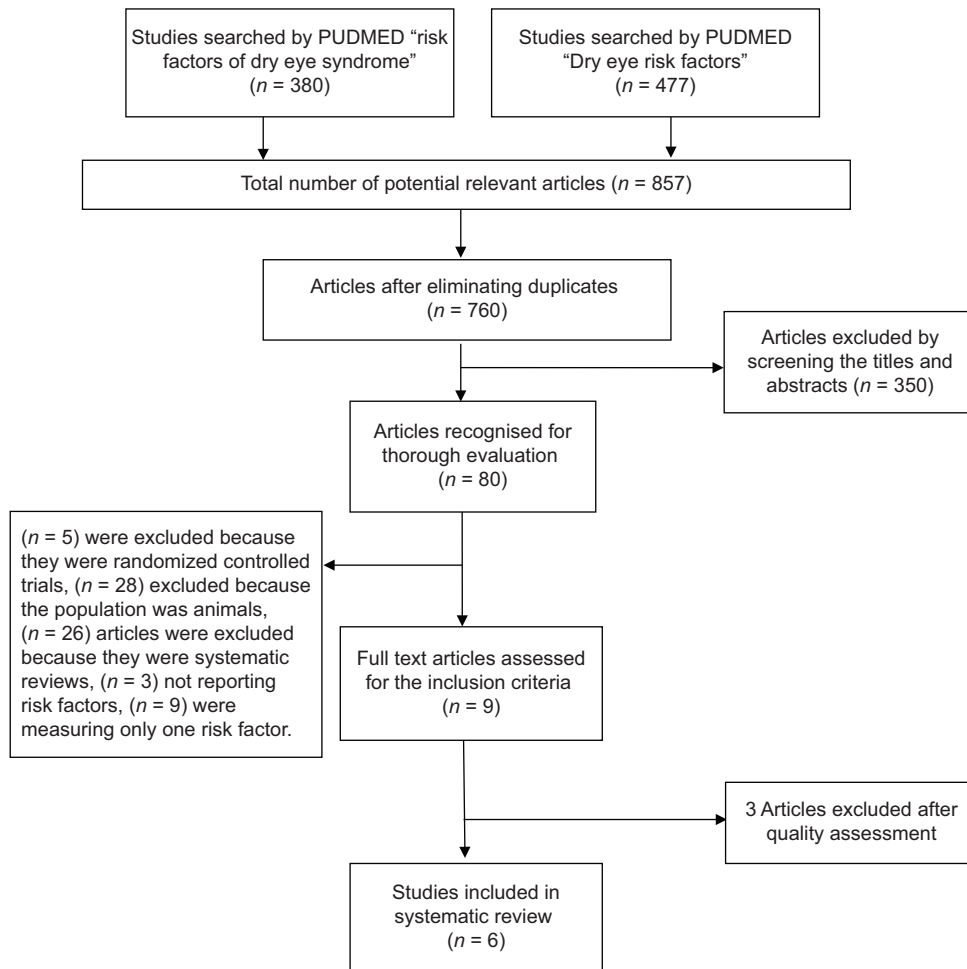 Studies searched by PUDMED “risk
factors of dry eye syndrome”
(n = 380)
Studies searched by PUDMED
“Dry eye risk factors”
(n = 477)
Total number of potential relevant articles (n = 857)
Articles after eliminating duplicates
(n = 760)
Articles excluded by
screening the titles and
abstracts (n = 350)
Articles recognised for
thorough evaluation
(n = 80)
(n = 5) were excluded because
they were randomized controlled
trials, (n = 28) excluded because
the population was animals,
(n = 26) articles were excluded
because they were systematic
reviews, (n = 3) not reporting
risk factors, (n = 9) were
measuring only one risk factor.
Full text articles assessed
for the inclusion criteria
(n = 9)
3 Articles excluded after
quality assessment
Studies included in
systematic review
(n = 6)